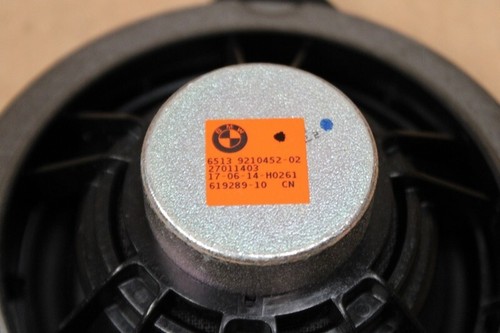 BMW
6513 9210452-02
27011403
17-06-14-H0261
619289-10 CN